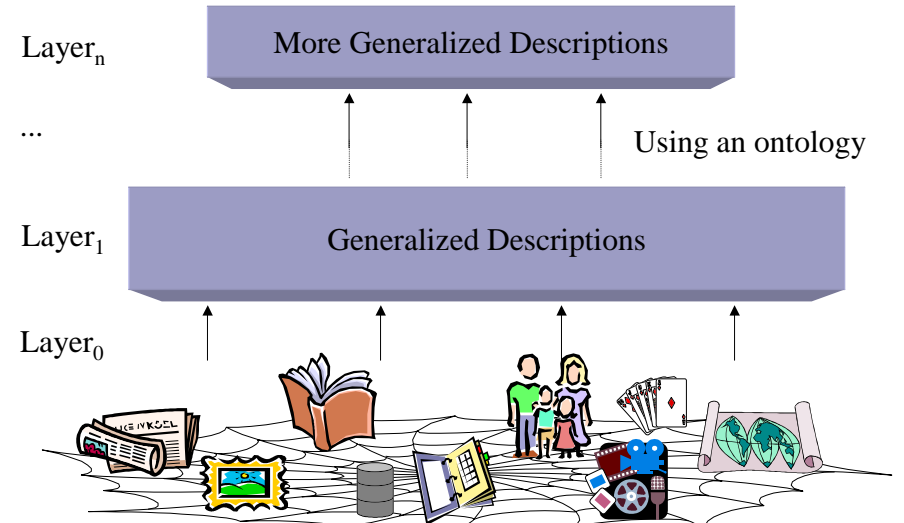 Layer_n
More Generalized Descriptions
...
Using an ontology
Layer_1
Generalized Descriptions
Layer_0